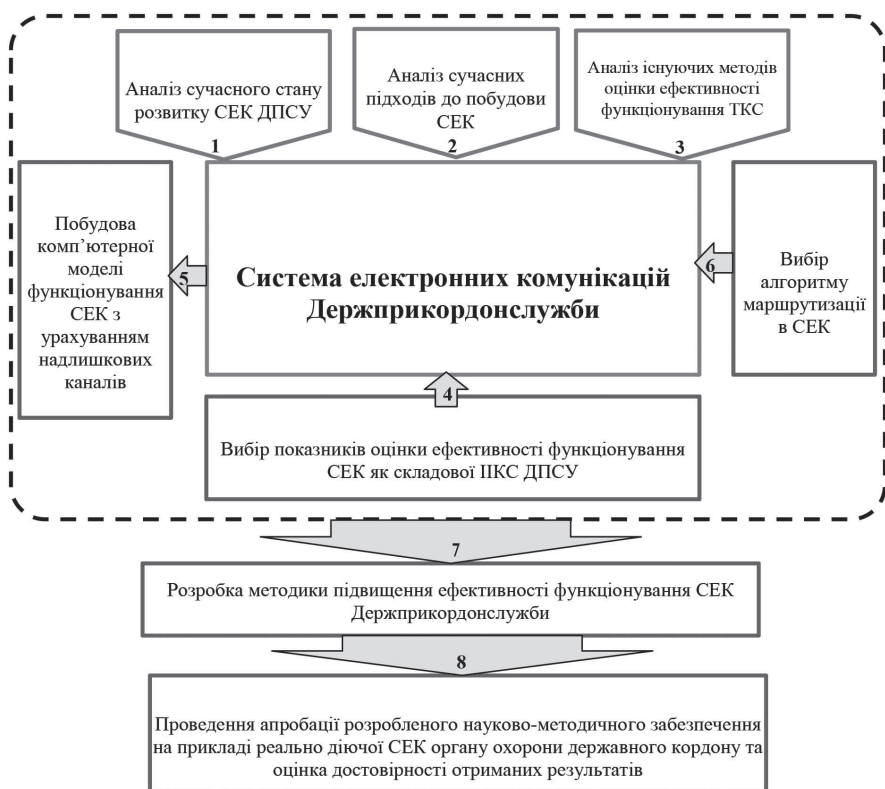 Аналіз сучасного стану
розвитку СЕК ДПСУ
1
Аналіз сучасних
підходів до побудови
СЕК
2
Аналіз існуючих методів
оцінки ефективності
функціонування ТКС
3
Побудова
комп’ютерної
моделі
функціонування
СЕК з
урахуванням
надлишкових
каналів
5
Система електронних комунікацій
Держприкордонслужби
6
Вибір
алгоритму
маршрутизації
в СЕК
4
Вибір показників оцінки ефективності функціонування
СЕК як складової ІІКС ДПСУ
7
Розробка методики підвищення ефективності функціонування СЕК
Держприкордонслужби
8
Проведення апробації розробленого науково-методичного забезпечення
на прикладі реально діючої СЕК органу охорони державного кордону та
оцінка достовірності отриманих результатів